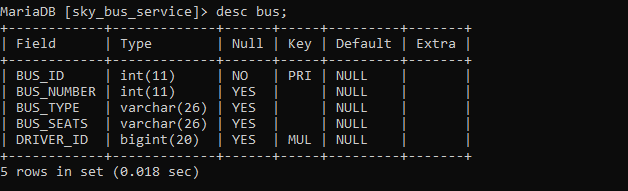 MariaDB [sky_bus_service]> desc bus;
+------------+-------------+------+-----+---------+-------+
| Field      | Type        | Null | Key | Default | Extra |
+------------+-------------+------+-----+---------+-------+
| BUS_ID     | int(11)     | NO   | PRI | NULL    |       |
| BUS_NUMBER | int(11)     | YES  |     | NULL    |       |
| BUS_TYPE   | varchar(26) | YES  |     | NULL    |       |
| BUS_SEATS  | varchar(26) | YES  |     | NULL    |       |
| DRIVER_ID  | bigint(20)  | YES  | MUL | NULL    |       |
+------------+-------------+------+-----+---------+-------+
5 rows in set (0.018 sec)